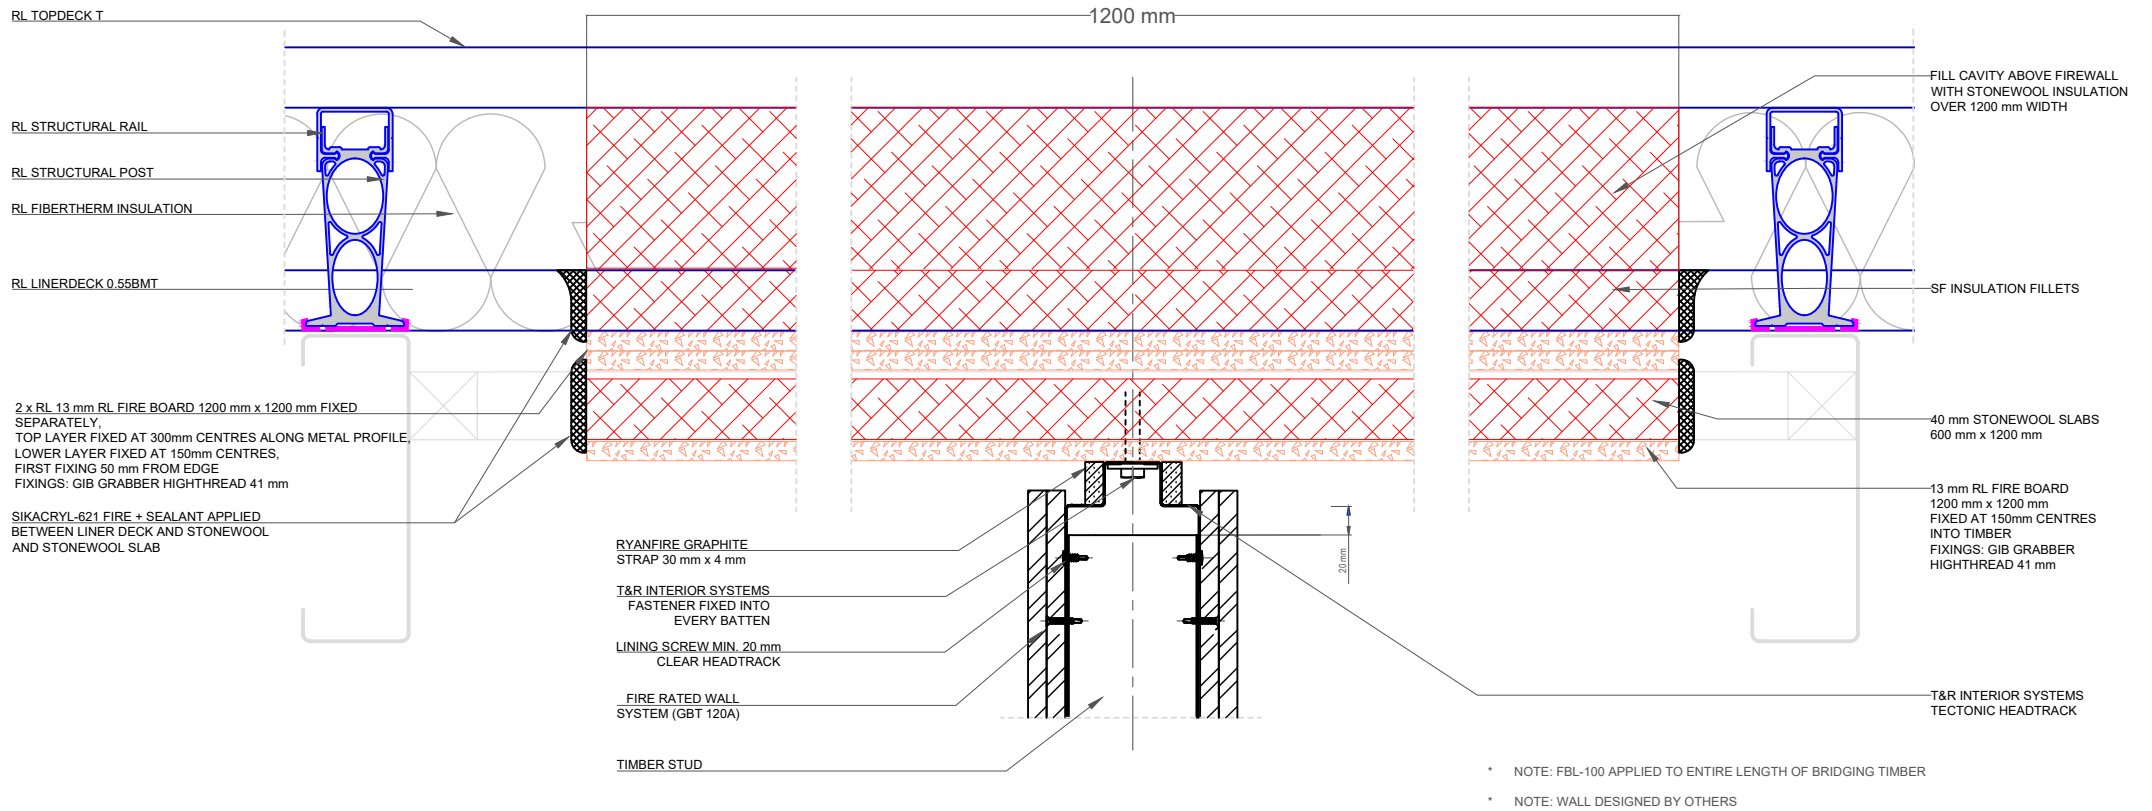 RL TOPDECK T
1200 mm
RL STRUCTURAL RAIL
RL STRUCTURAL POST
RL FIBERTHERM INSULATION
RL LINERDECK 0.55BMT
2 x RL 13 mm RL FIRE BOARD 1200 mm x 1200 mm FIXED
SEPARATELY,
TOP LAYER FIXED AT 300mm CENTRES ALONG METAL PROFILE,
LOWER LAYER FIXED AT 150mm CENTRES,
FIRST FIXING 50 mm FROM EDGE
FIXINGS: GIB GRABBER HIGHTHREAD 41 mm
SIKACRYL-621 FIRE + SEALANT APPLIED
BETWEEN LINER DECK AND STONEWOOL
AND STONEWOOL SLAB
RYANFIRE GRAPHITE
STRAP 30 mm x 4 mm
T&R INTERIOR SYSTEMS
FASTENER FIXED INTO
EVERY BATTEN
LINING SCREW MIN. 20 mm
CLEAR HEADTRACK
FIRE RATED WALL
SYSTEM (GBT 120A)
TIMBER STUD
20 mm
FILL CAVITY ABOVE FIREWALL
WITH STONEWOOL INSULATION
OVER 1200 mm WIDTH
SF INSULATION FILLETS
40 mm STONEWOOL SLABS
600 mm x 1200 mm
13 mm RL FIRE BOARD
1200 mm x 1200 mm
FIXED AT 150mm CENTRES
INTO TIMBER
FIXINGS: GIB GRABBER
HIGHTHREAD 41 mm
T&R INTERIOR SYSTEMS
TECTONIC HEADTRACK
* NOTE: FBL-100 APPLIED TO ENTIRE LENGTH OF BRIDGING TIMBER
* NOTE: WALL DESIGNED BY OTHERS